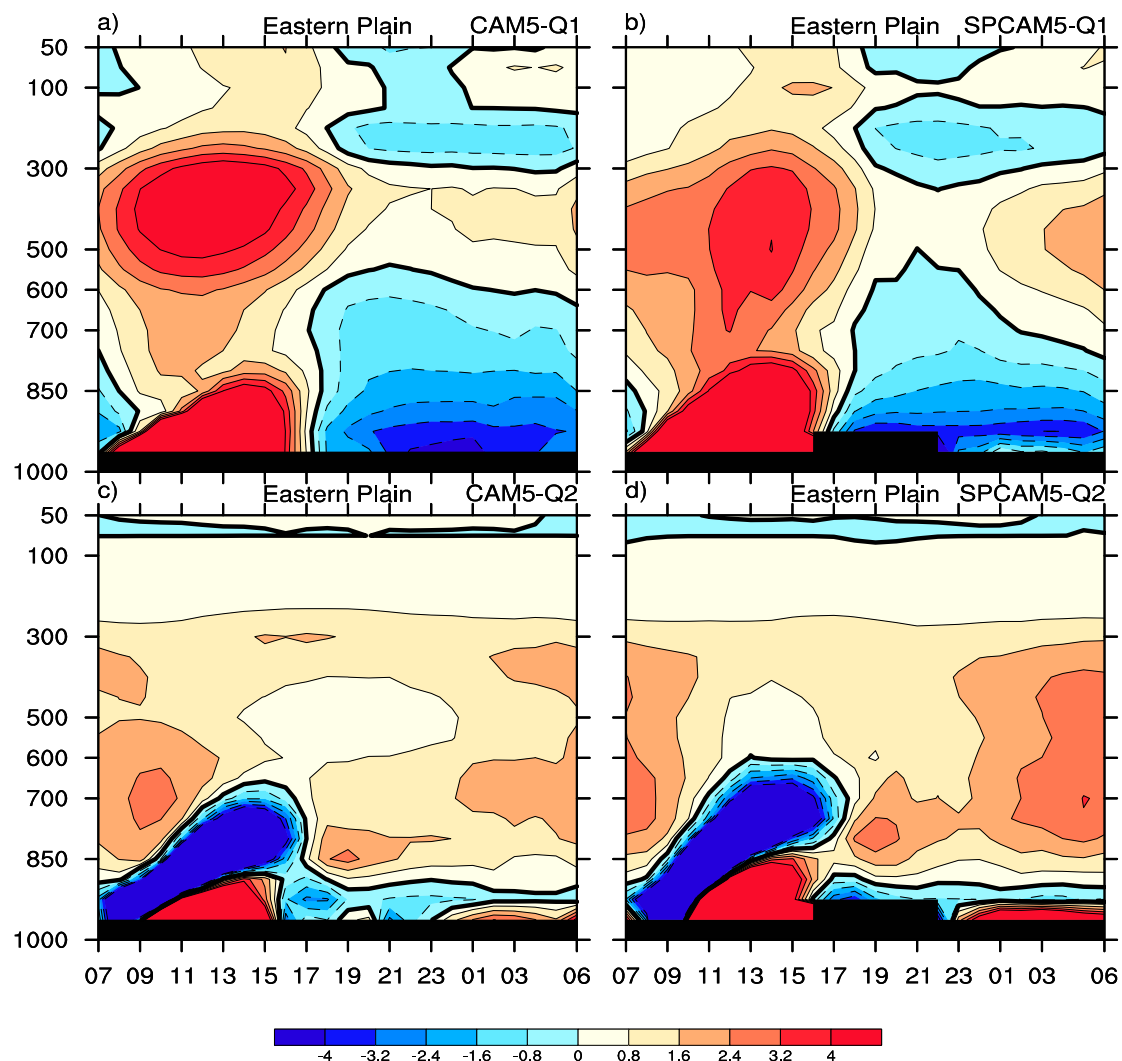 a) Eastern Plain CAM5-Q1
b) Eastern Plain SPCAM5-Q1
50
100
300
500
600
700
850
1000
c) Eastern Plain CAM5-Q2
d) Eastern Plain SPCAM5-Q2
50
100
300
500
600
700
850
1000
07 09 11 13 15 17 19 21 23 01 03 06
07 09 11 13 15 17 19 21 23 01 03 06
-4 -3.2 -2.4 -1.6 -0.8 0 0.8 1.6 2.4 3.2 4